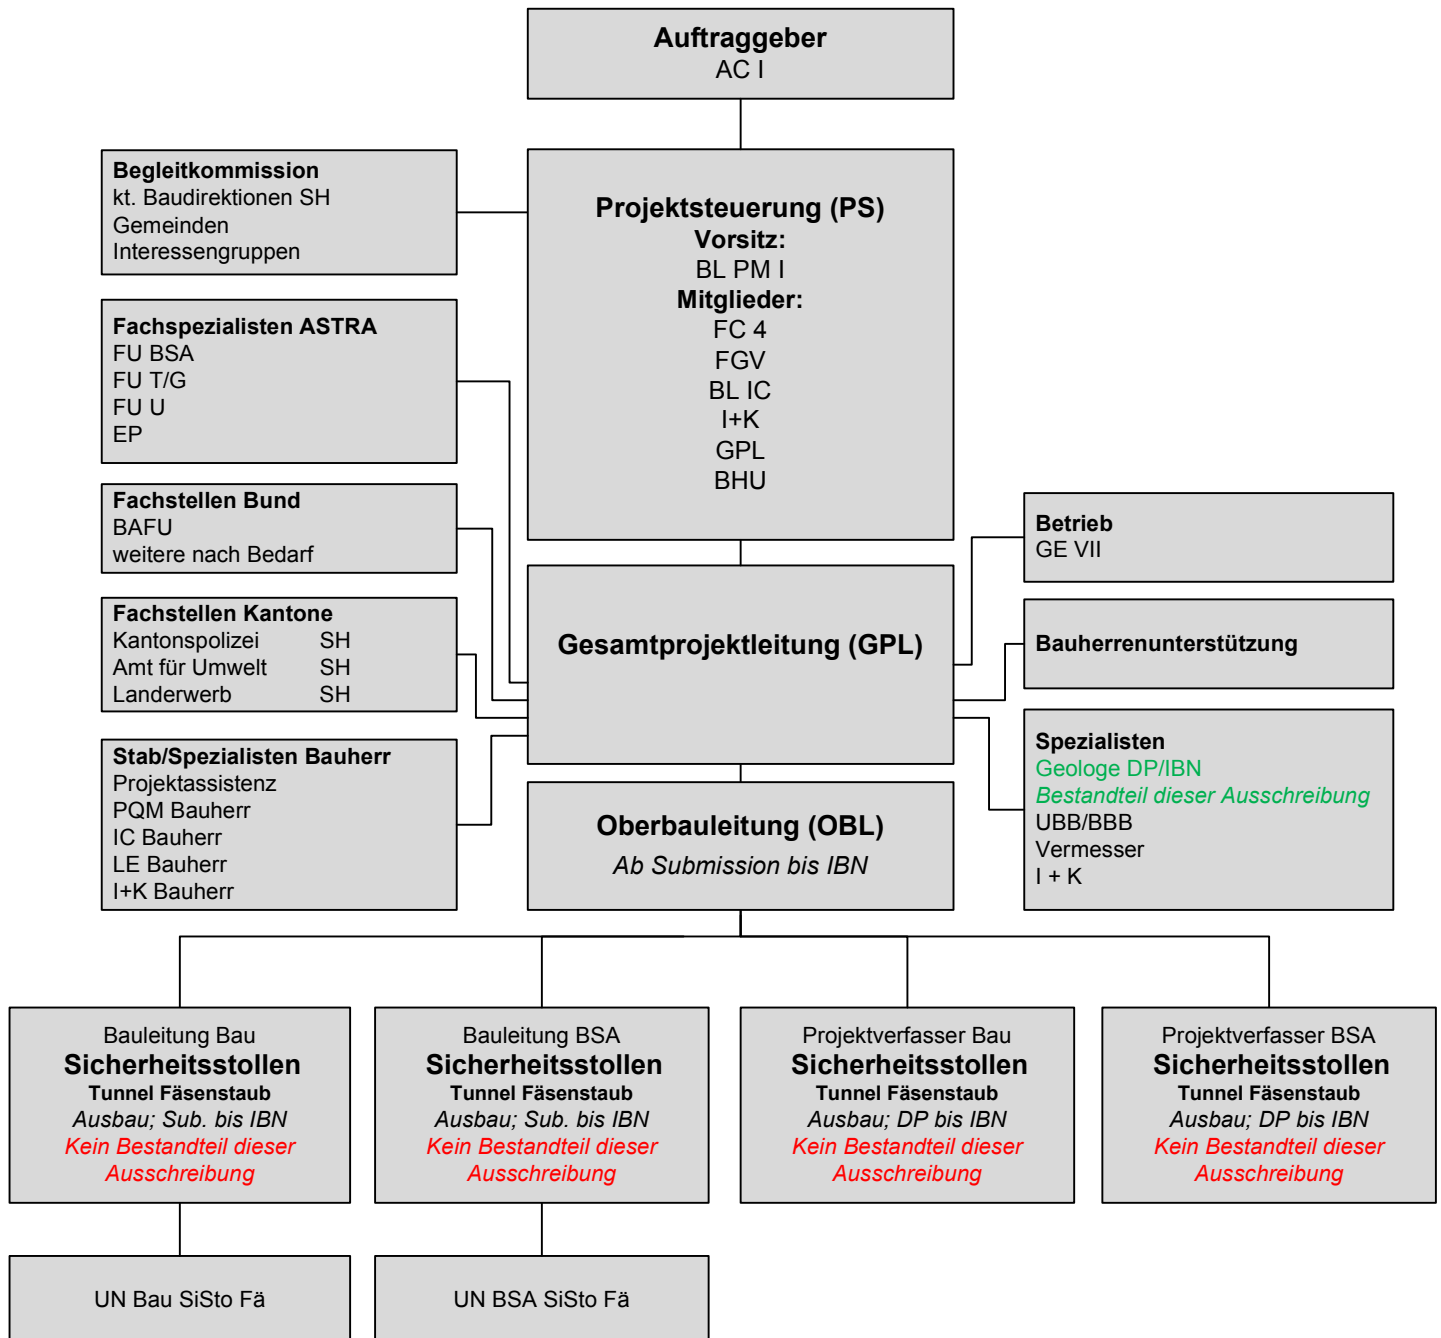 Auftraggeber
AC I
Begleitkommission
kt. Baudirektionen SH
Gemeinden
Interessengruppen
Projektsteuerung (PS)
Vorsitz:
BL PM I
Mitglieder:
FC 4
FGV
BL IC
I+K
GPL
BHU
Fachspezialisten ASTRA
FU BSA
FU T/G
FU U
EP
Fachstellen Bund
BAFU
weitere nach Bedarf
Fachstellen Kantone
Kantonspolizei SH
Amt für Umwelt SH
Landerwerb SH
Stab/Spezialisten Bauherr
Projektassistenz
PQM Bauherr
IC Bauherr
LE Bauherr
I+K Bauherr
Gesamtprojektleitung (GPL)
Betrieb
GE VII
Bauherrenunterstützung
Spezialisten
Geologe DP/IBN
Bestandteil dieser Ausschreibung
UBB/BBB
Vermesser
I + K
Oberbauleitung (OBL)
Ab Submission bis IBN
Bauleitung Bau
Sicherheitsstollen
Tunnel Fäsenstaub
Ausbau; Sub. bis IBN
Kein Bestandteil dieser
Ausschreibung
Bauleitung BSA
Sicherheitsstollen
Tunnel Fäsenstaub
Ausbau; Sub. bis IBN
Kein Bestandteil dieser
Ausschreibung
Projektverfasser Bau
Sicherheitsstollen
Tunnel Fäsenstaub
Ausbau; DP bis IBN
Kein Bestandteil dieser
Ausschreibung
Projektverfasser BSA
Sicherheitsstollen
Tunnel Fäsenstaub
Ausbau; DP bis IBN
Kein Bestandteil dieser
Ausschreibung
UN Bau SiSto Fä
UN BSA SiSto Fä